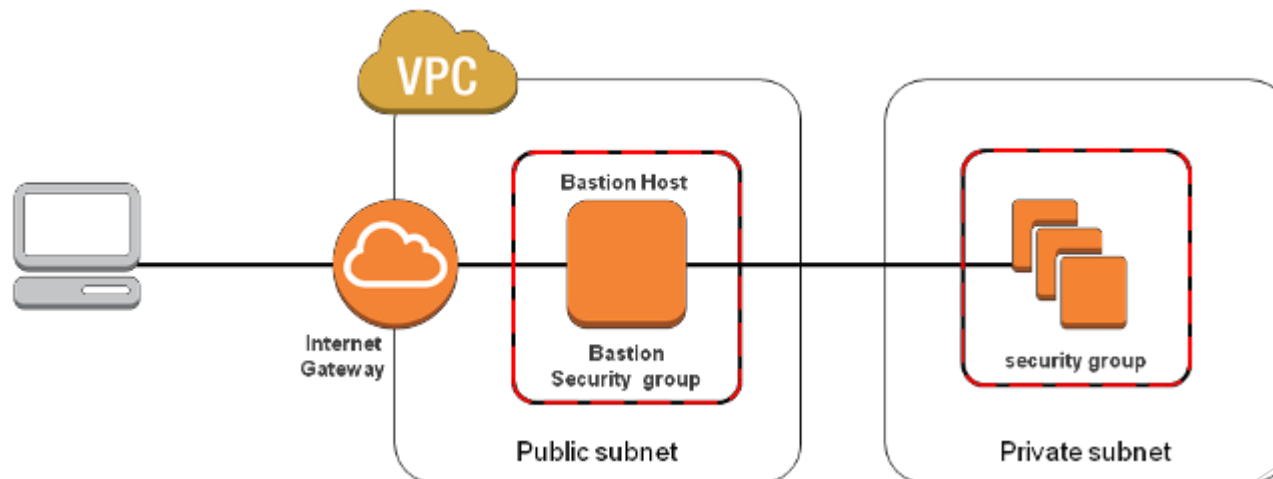 VPC
Bastion Host
Internet
Gateway
Bastion
Security group
security group
Public subnet
Private subnet